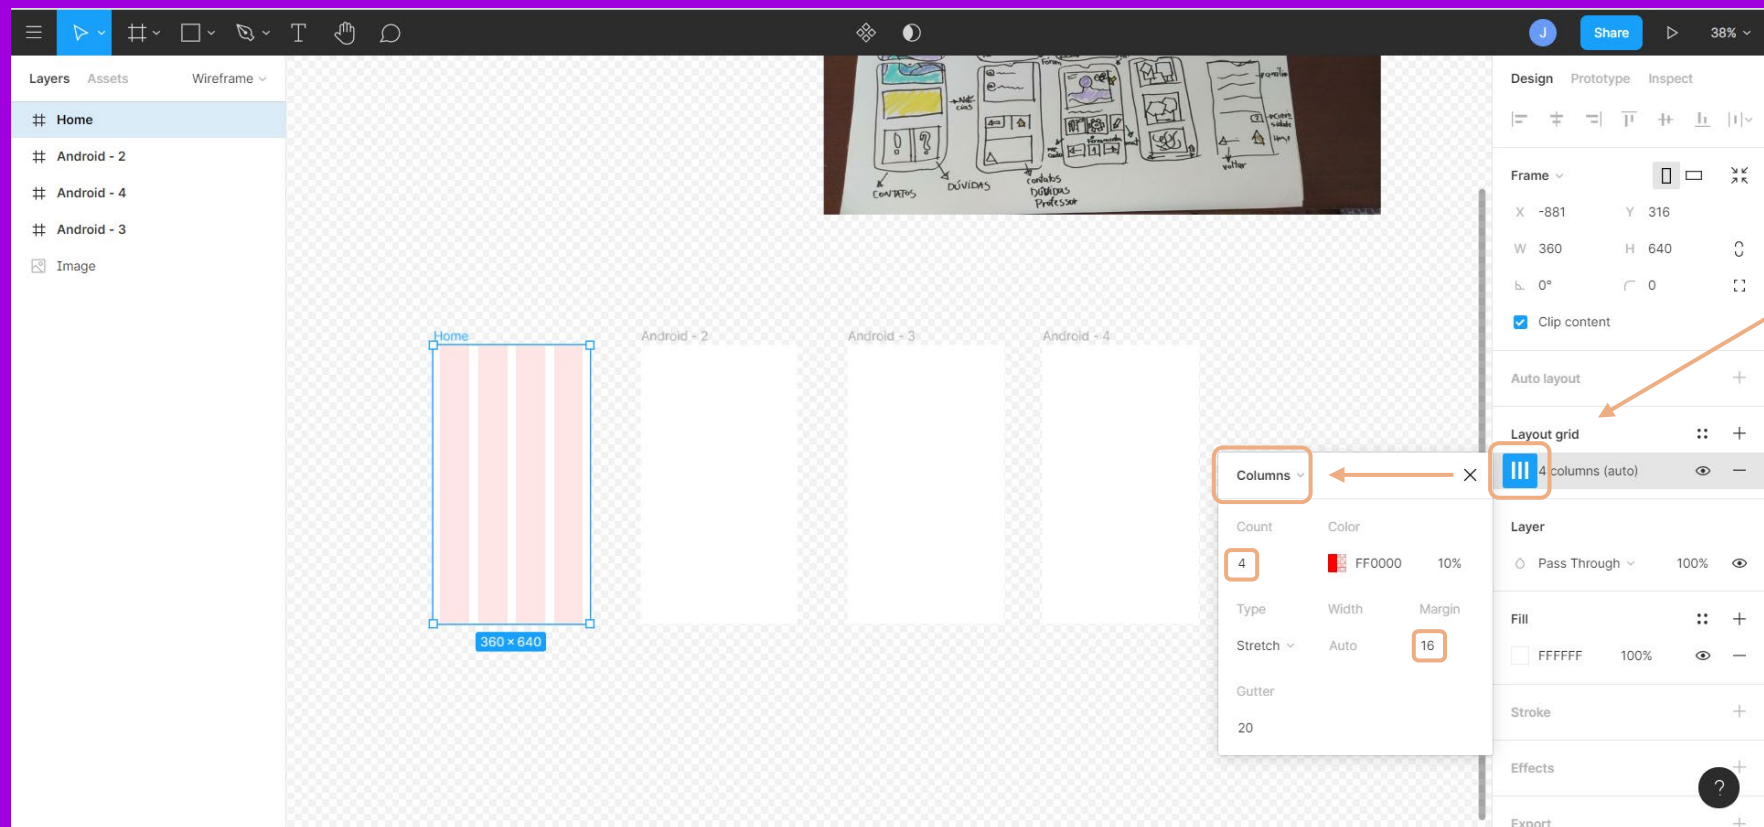 J
Share
38%
Layers Assets Wireframe
Design Prototype Inspect
Home
Android - 2
Android - 4
Android - 3
Image
CONTATOS
DÚVIDAS
contatos
DÚVIDAS
Professor
voltar
Frame
X -881 Y 316
W 360 H 640
0° 0
Clip content
Auto layout
Layout grid
4 columns (auto)
Home Android - 2 Android - 3 Android - 4
360 × 640
Columns
Count Color
4 FF0000 10%
Type Width Margin
Stretch Auto 16
Gutter
20
Layer
Pass Through 100%
Fill
FFFFFF 100%
Stroke
Effects
?
Export